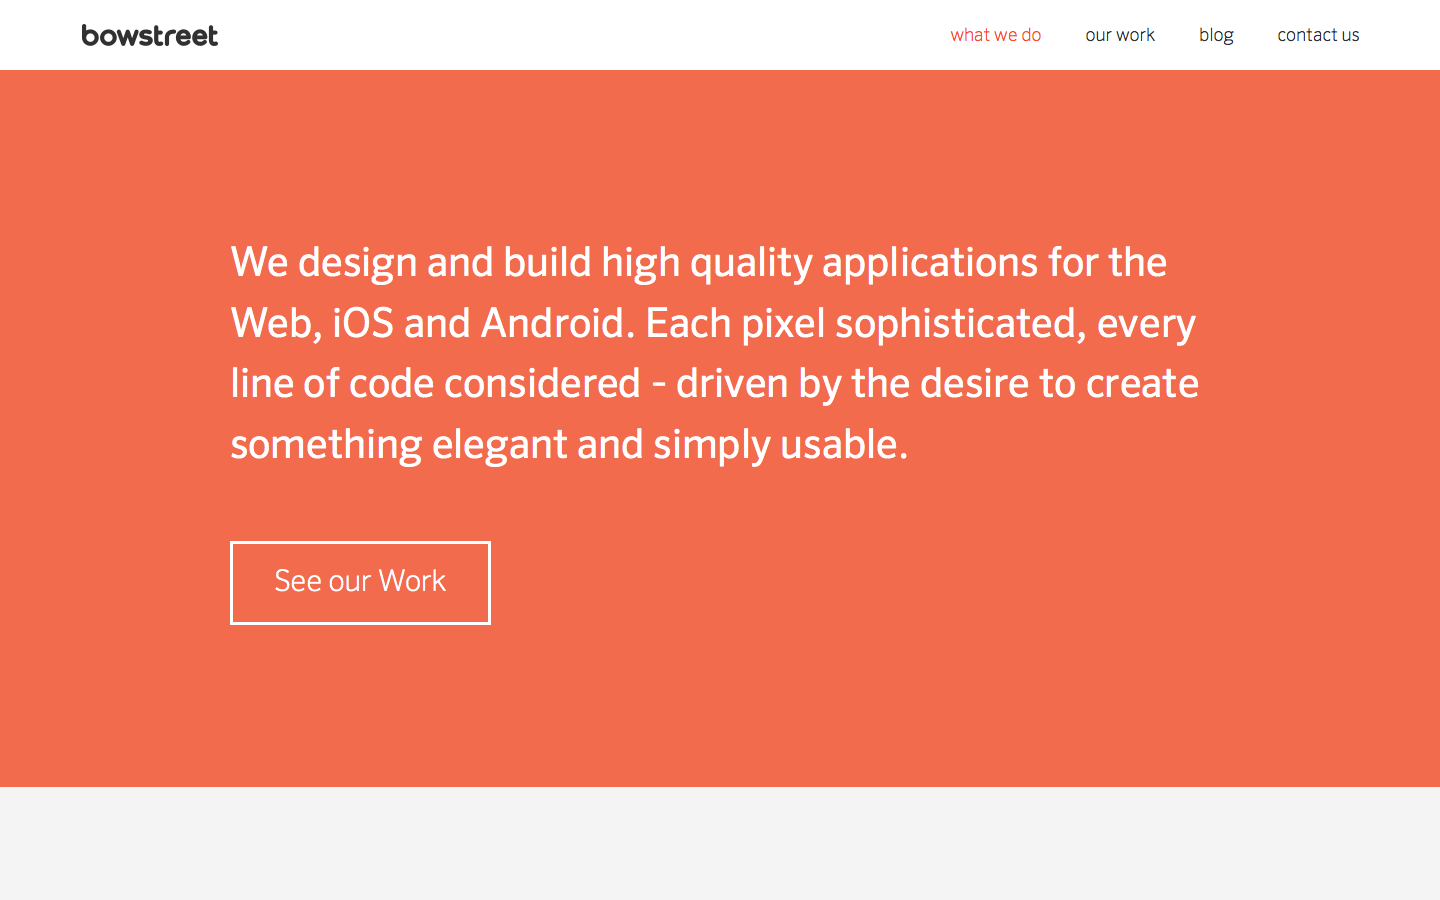 bowstreet
what we do
our work
blog
contact us
We design and build high quality applications for the
Web, iOS and Android. Each pixel sophisticated, every
line of code considered - driven by the desire to create
something elegant and simply usable.
See our Work